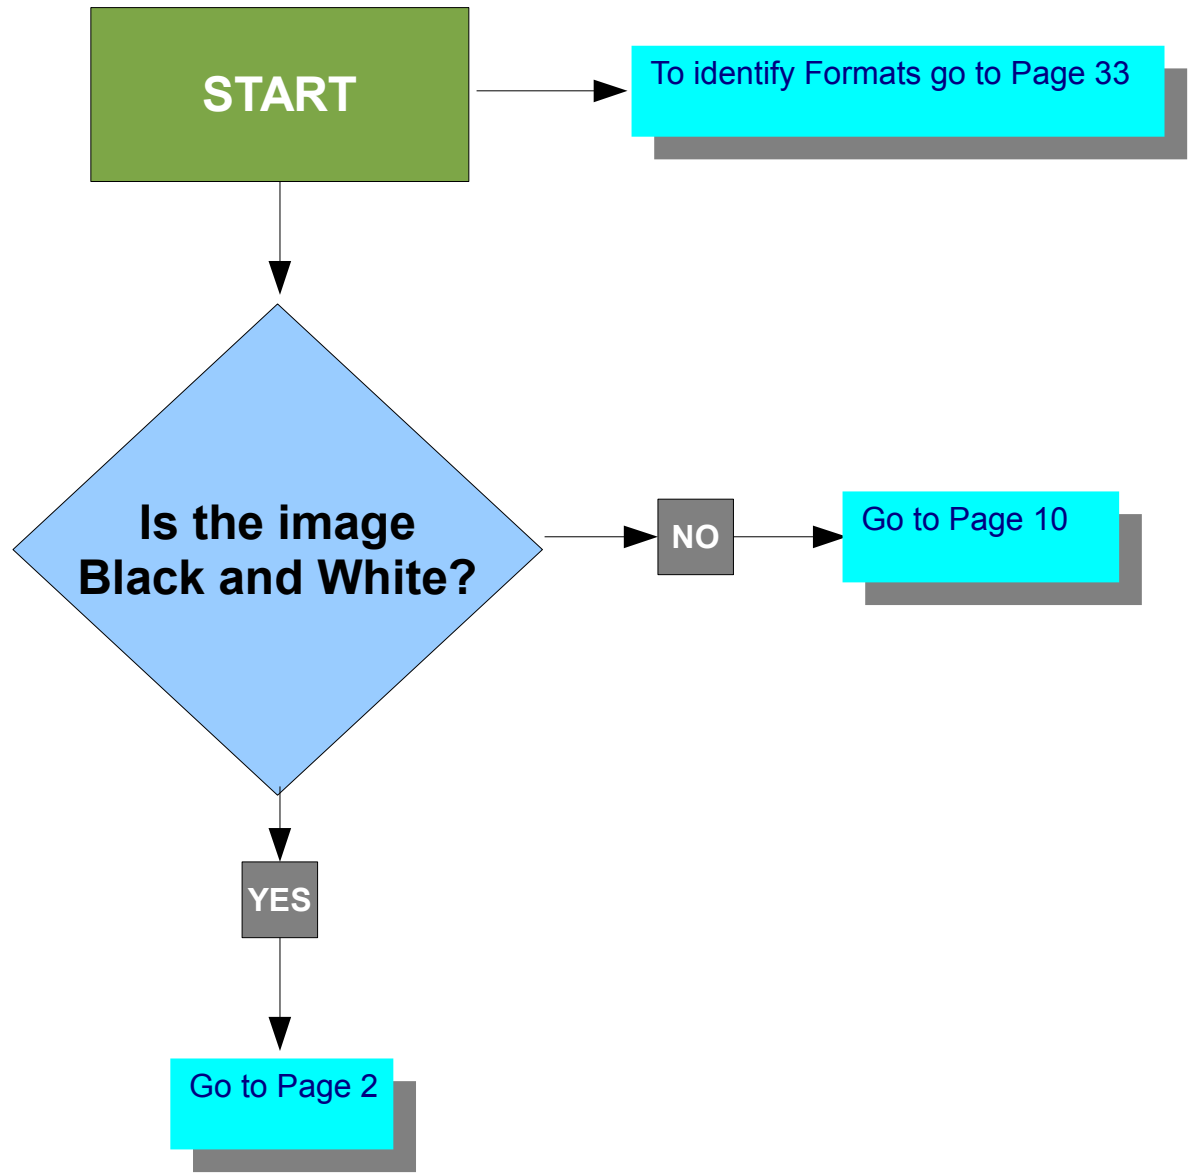 START
To identify Formats go to Page 33
Is the image
Black and White?
NO
Go to Page 10
YES
Go to Page 2